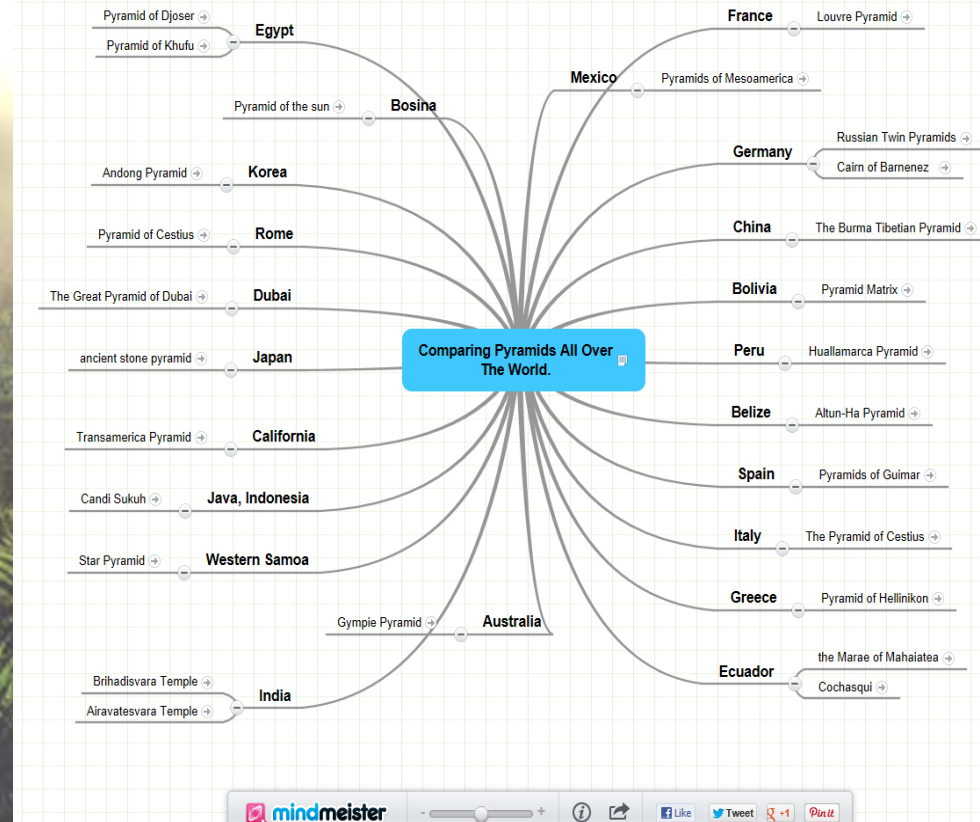 Comparing Pyramids All Over
The World.
Egypt
Pyramid of Djoser
Pyramid of Khufu
Bosina
Pyramid of the sun
Korea
Andong Pyramid
Rome
Pyramid of Cestius
Dubai
The Great Pyramid of Dubai
Japan
ancient stone pyramid
California
Transamerica Pyramid
Java, Indonesia
Candi Sukuh
Western Samoa
Star Pyramid
Australia
Gympie Pyramid
India
Brihadisvara Temple
Airavatesvara Temple
France
Louvre Pyramid
Mexico
Pyramids of Mesoamerica
Germany
Russian Twin Pyramids
Cairn of Barnenez
China
The Burma Tibetian Pyramid
Bolivia
Pyramid Matrix
Peru
Huallamarca Pyramid
Belize
Altun-Ha Pyramid
Spain
Pyramids of Guimar
Italy
The Pyramid of Cestius
Greece
Pyramid of Hellinikon
Ecuador
the Marae of Mahaiatea
Cochasqui
mindmeister
- +
Like
Tweet
+1
Pin it